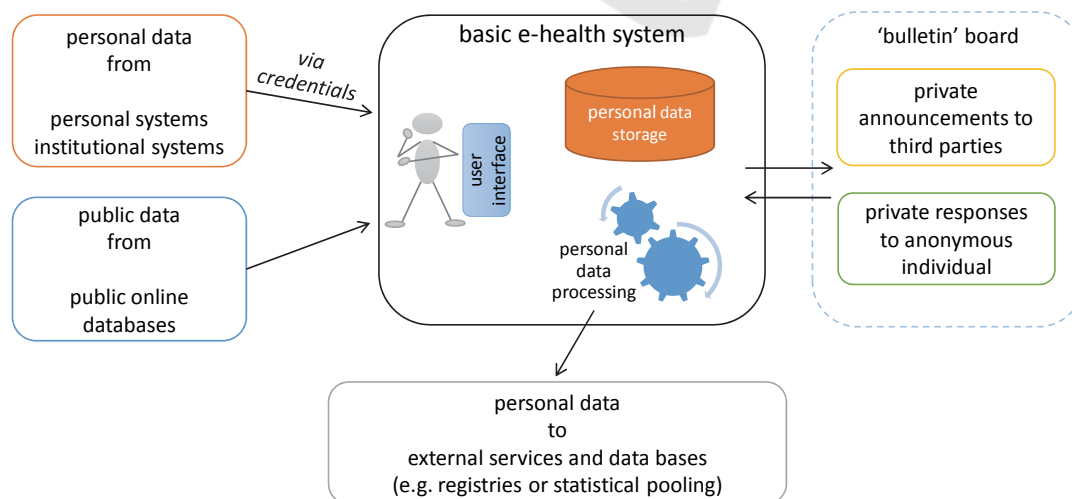 personal data
from
personal systems
institutional systems
via
credentials
public data
from
public online
databases
basic e-health system
user
interface
personal data
storage
personal
data
processing
'bulletin' board
private
announcements to
third parties
private responses
to anonymous
individual
personal data
to
external services and data bases
(e.g. registries or statistical pooling)